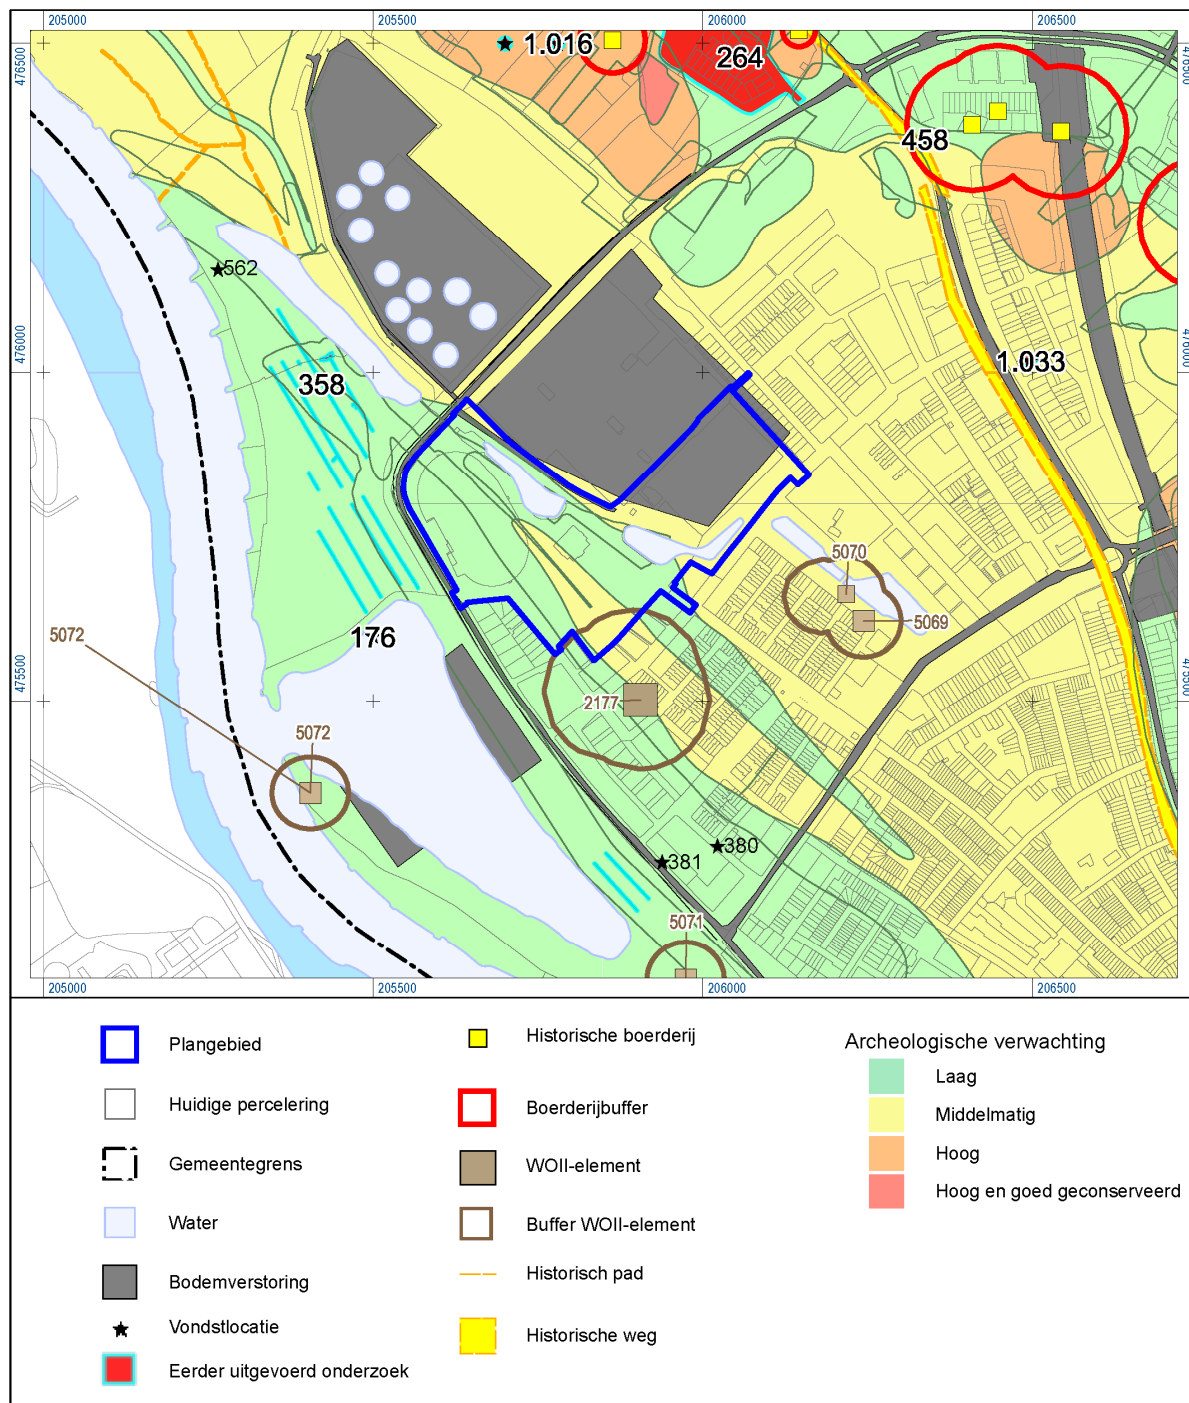 205000
205500
206000
206500
476500
476500
1.016
264
458
562
476000
476000
1.033
358
5070
5069
176
5072
475500
475500
2177
5072
380
381
5071
205000
205500
206000
206500
Plangebied
Huidige percelering
Gemeentegrens
Water
Bodemverstoring
Vondstlocatie
Eerder uitgevoerd onderzoek
Historische boerderij
Boerderijbuffer
WOII-element
Buffer WOII-element
Historisch pad
Historische weg
Archeologische verwachting
Laag
Middelmatig
Hoog
Hoog en goed geconserveerd